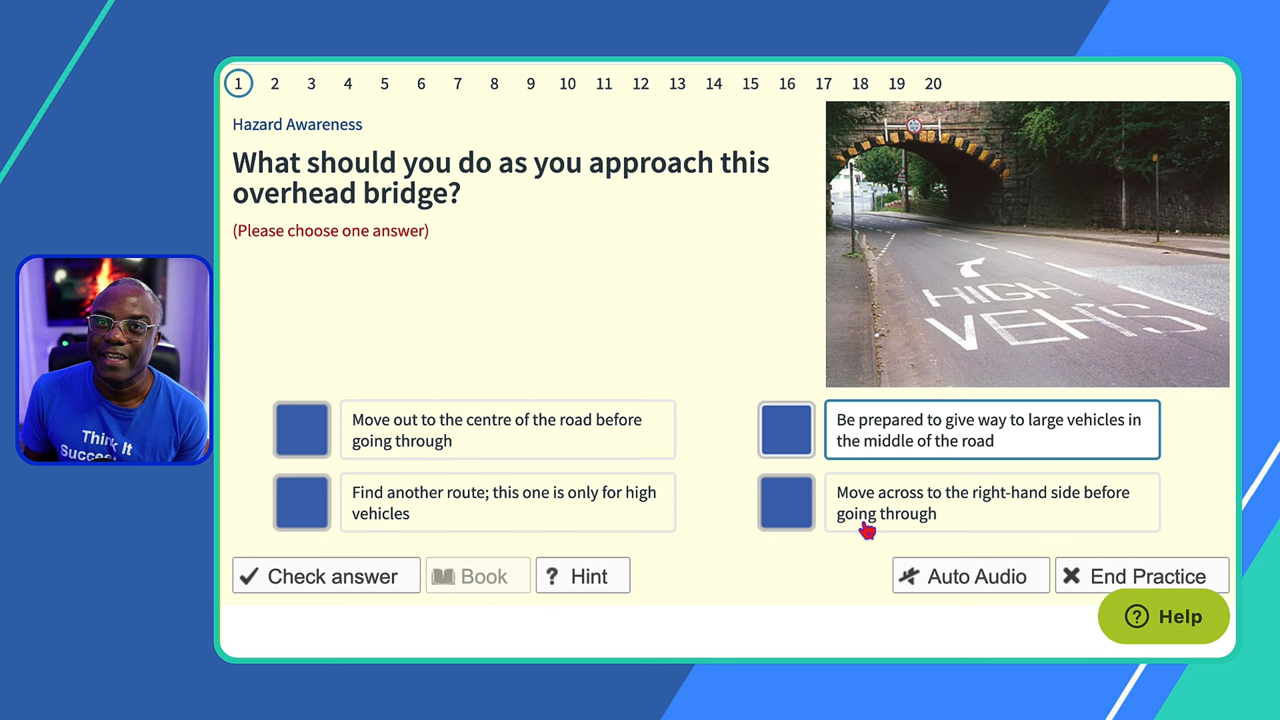 1 2 3 4 5 6 7 8 9 10 11 12 13 14 15 16 17 18 19 20
Hazard Awareness
What should you do as you approach this
overhead bridge?
(Please choose one answer)
HIGH
VEH'S
Move out to the centre of the road before
going through
Be prepared to give way to large vehicles in
the middle of the road
Find another route; this one is only for high
vehicles
Move across to the right-hand side before
going through
Think It
Check answer
Book
? Hint
Auto Audio
End Practice
? Help